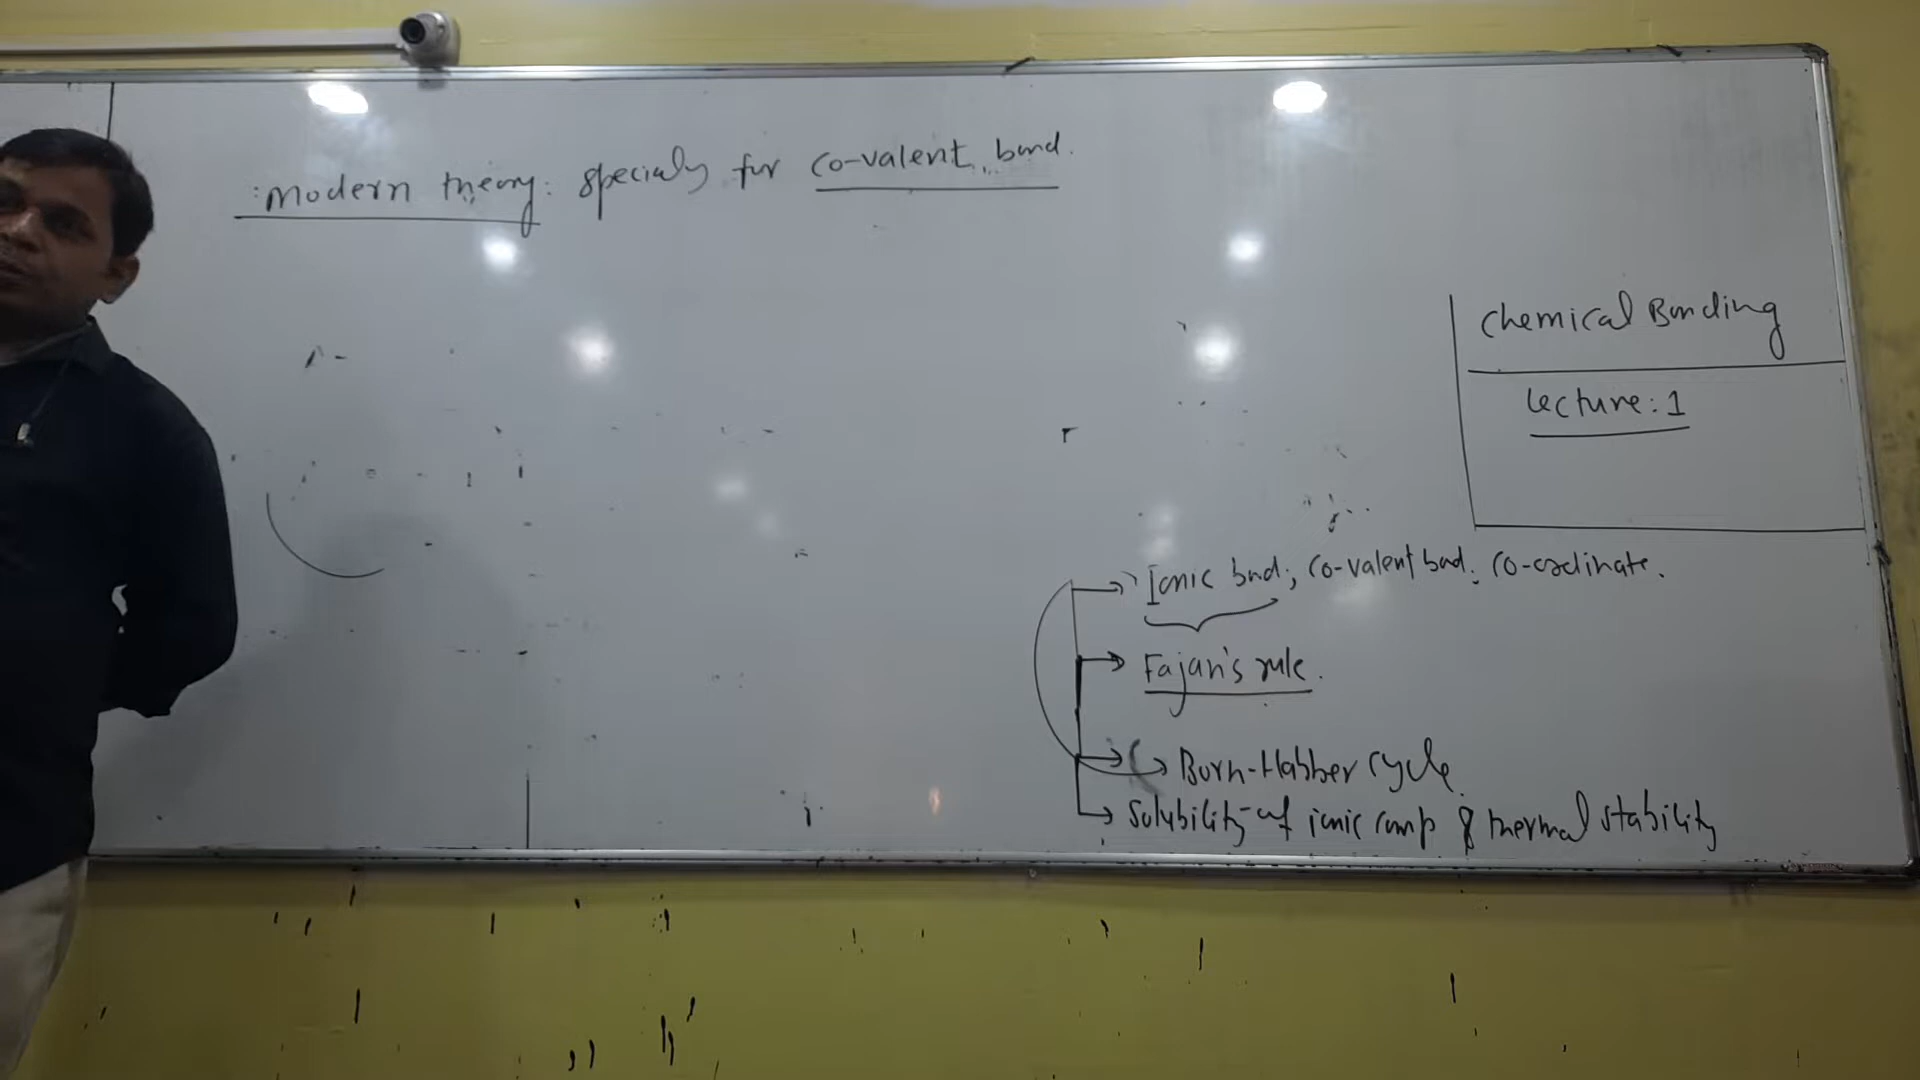 :Modern theory: specialy for co-valent bond.
Chemical Bonding
Lecture: 1
Ionic bond; co-valent bond; co-ordinate.
Fajan's rule.
Born-Habber cycle.
Solubility of ionic comp & thermal stability